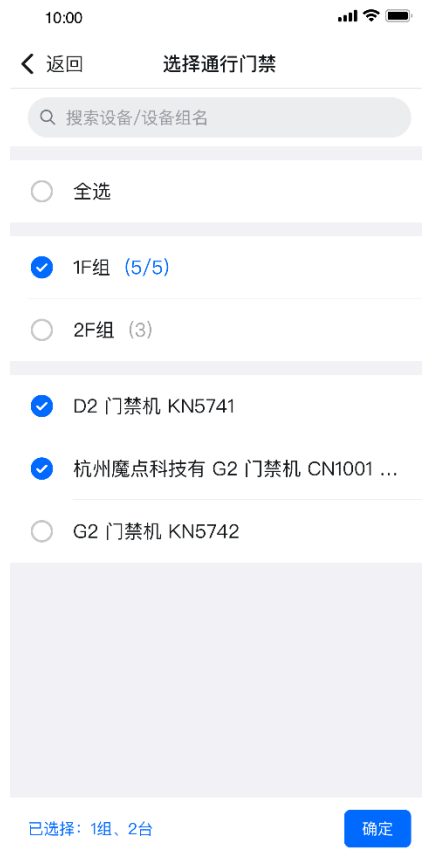 10:00
返回
选择通行门禁
搜索设备/设备组名
全选
1F组 (5/5)
2F组 (3)
D2 门禁机 KN5741
杭州魔点科技有 G2 门禁机 CN1001 ...
G2 门禁机 KN5742
已选择：1组、2台
确定